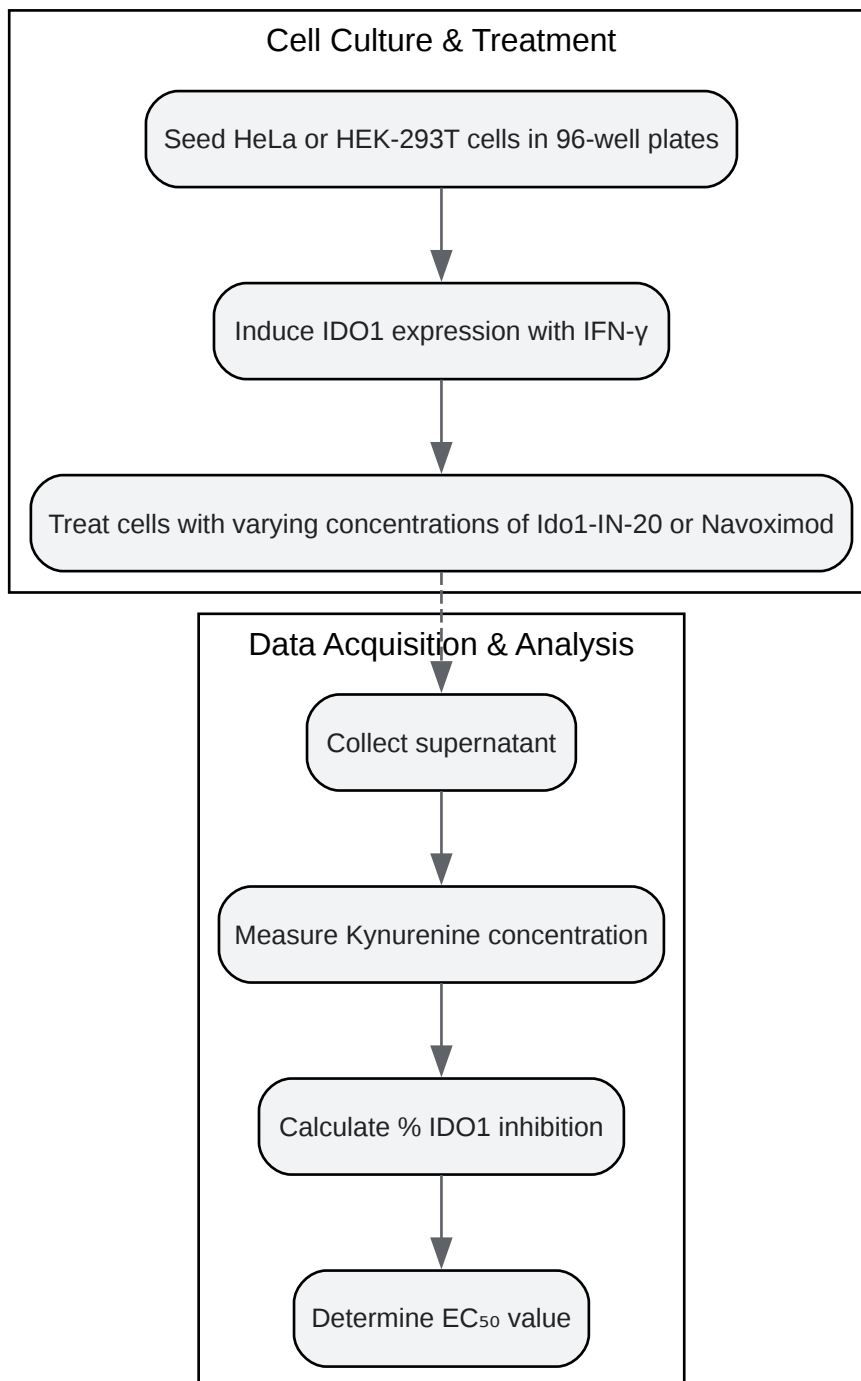 Cell Culture & Treatment
Seed HeLa or HEK-293T cells in 96-well plates
Induce IDO1 expression with IFN-γ
Treat cells with varying concentrations of Ido1-IN-20 or Navoximod
Data Acquisition & Analysis
Collect supernatant
Measure Kynurenine concentration
Calculate % IDO1 inhibition
Determine EC₅₀ value